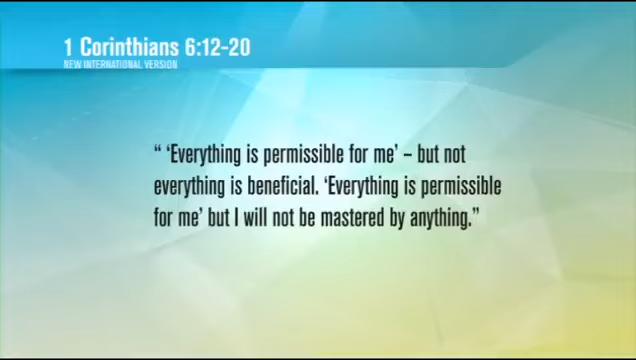 1 Corinthians 6:12-20
NEW INTERNATIONAL VERSION
“ ‘Everything is permissible for me’ – but not
everything is beneficial. ‘Everything is permissible
for me’ but I will not be mastered by anything.”